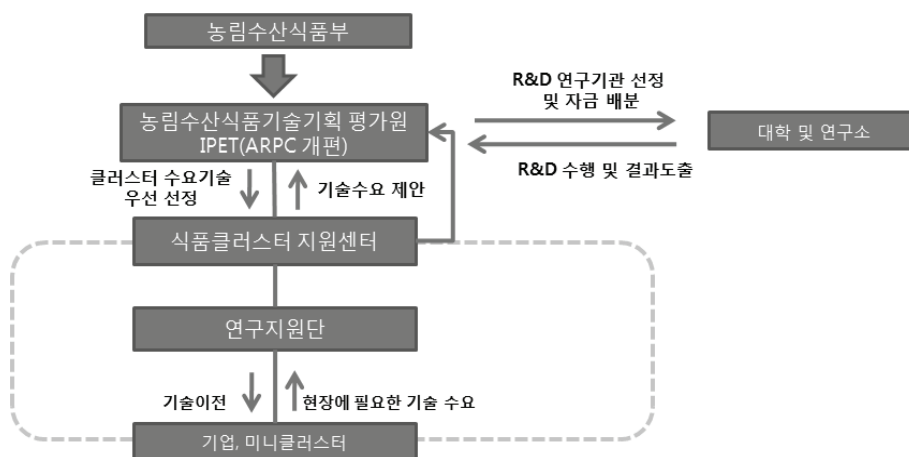 농림수산식품부
농림수산식품기술기획 평가원
IPET(ARPC 개편)
R&D 연구기관 선정
및 자금 배분
대학 및 연구소
R&D 수행 및 결과도출
클러스터 수요기술
우선 선정
기술수요 제안
식품클러스터 지원센터
연구지원단
기술이전
현장에 필요한 기술 수요
기업, 미니클러스터